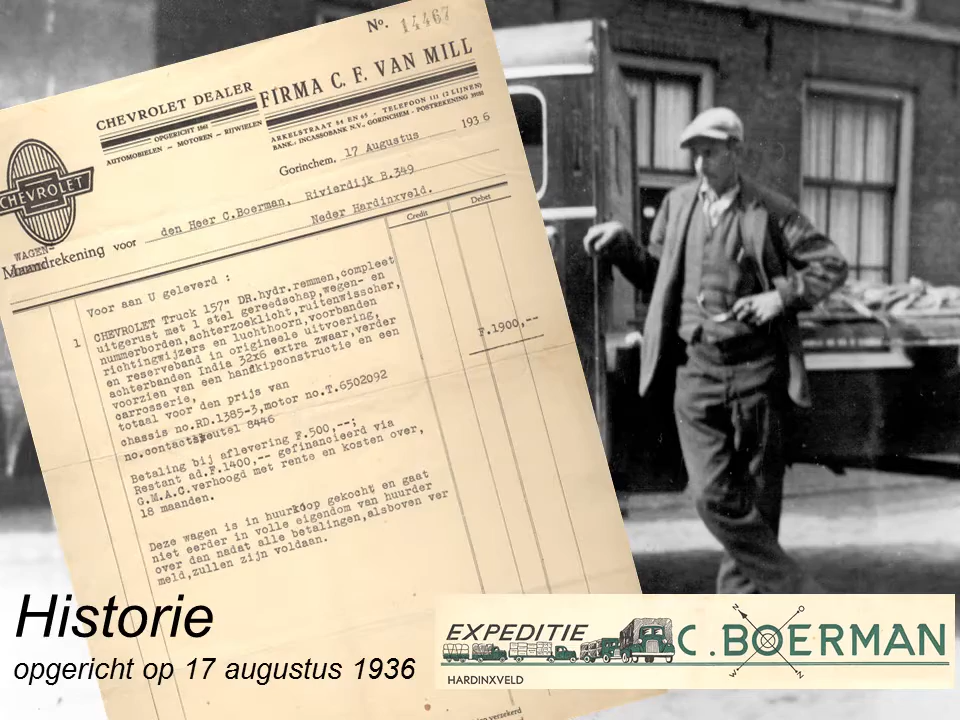 No. 14467
CHEVROLET DEALER
FIRMA C. F. VAN MILL
OPGERICHT 1861
AUTOMOBIELEN — MOTOREN — RIJWIELEN
ARKELSTRAAT 64 EN 65 - TELEFOON 111 (2 LIJNEN)
BANK: INCASSOBANK N.V., GORINCHEM - POSTREKENING
CHEVROLET
Gorinchem, 17 Augustus 1936
WAGEN-
Maandrekening voor den Heer C.Boerman, Rivierdijk B.349
Neder Hardinxveld.
Credit Debet
Voor aan U geleverd :
1 CHEVROLET Truck 157" DR.hydr.remmen,compleet
uitgerust met 1 stel gereedschap,wegen- en
nummerborden,achterzoeklicht,ruitenwisscher,
richtingwijzers en luchthoorn,voorbanden
en reserveband in origineele uitvoering,
achterbanden India 32x6 extra zwaar,verder
voorzien van een handkipconstructie en een
carrosserie,
totaal voor den prijs van F.1900,--
chassis no.RD.1385-3,motor no.T.6502092
no.contactsleutel 8446
Betaling bij aflevering F.500,--;
Restant ad.F.1400,-- gefinancieerd via
G.M.A.C.verhoogd met rente en kosten over,
18 maanden.
Deze wagen is in huurkoop gekocht en gaat
niet eerder in volle eigendom van huurder
over dan nadat alle betalingen,alsboven ver
meld,zullen zijn voldaan.
verzekerd
Historie
opgericht op 17 augustus 1936
EXPEDITIE C. BOERMAN
HARDINXVELD
N O
W N